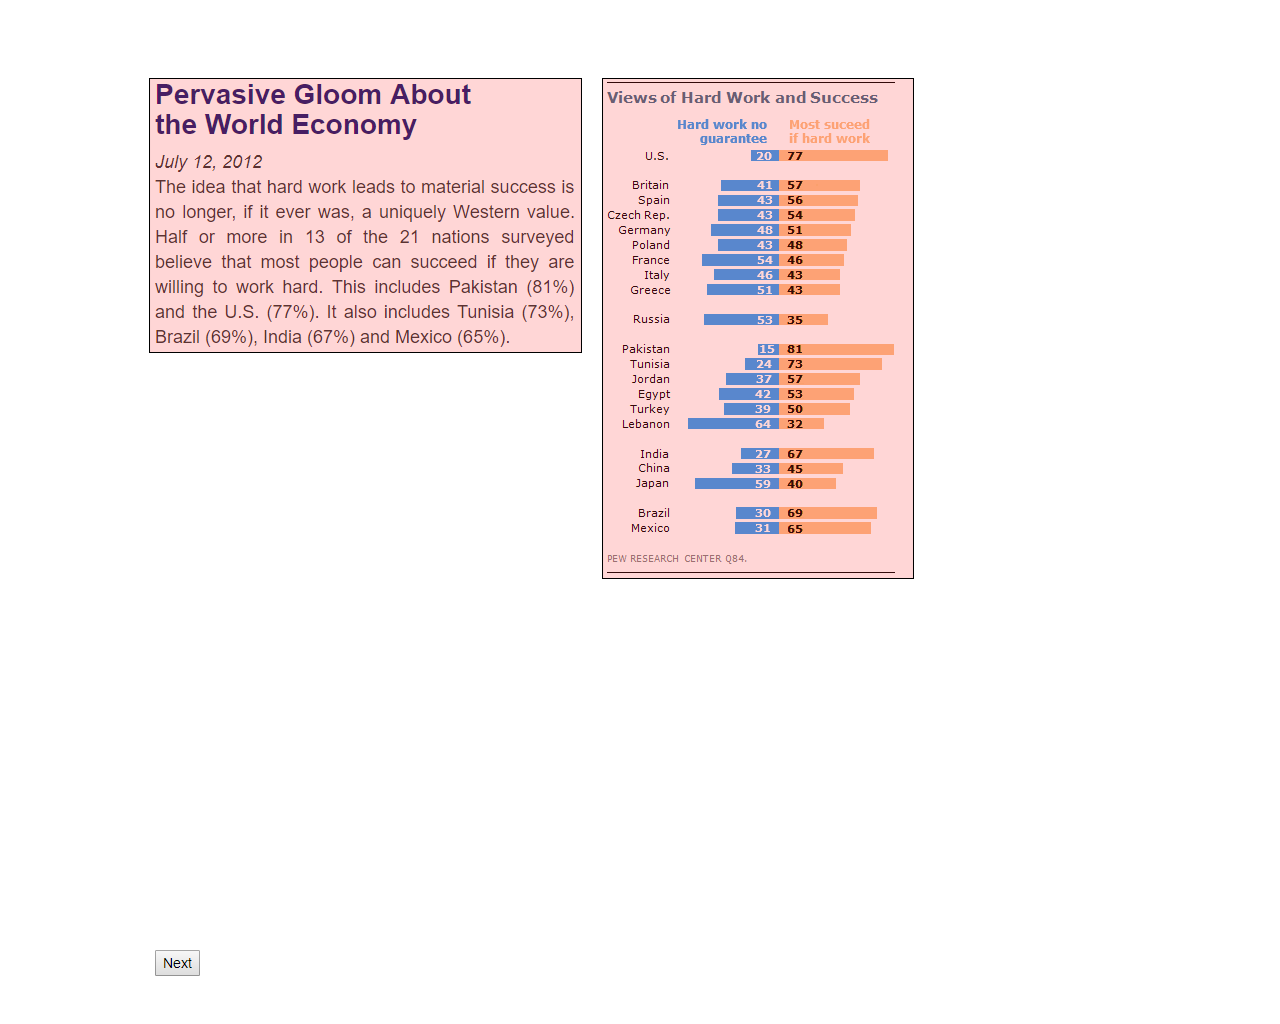 Pervasive Gloom About
the World Economy
July 12, 2012
The idea that hard work leads to material success is
no longer, if it ever was, a uniquely Western value.
Half or more in 13 of the 21 nations surveyed
believe that most people can succeed if they are
willing to work hard. This includes Pakistan (81%)
and the U.S. (77%). It also includes Tunisia (73%),
Brazil (69%), India (67%) and Mexico (65%).
Views of Hard Work and Success
Hard work no guarantee
Most suceed if hard work
U.S. 20 77
Britain 41 57
Spain 43 56
Czech Rep. 43 54
Germany 48 51
Poland 43 48
France 54 46
Italy 46 43
Greece 51 43
Russia 53 35
Pakistan 15 81
Tunisia 24 73
Jordan 37 57
Egypt 42 53
Turkey 39 50
Lebanon 64 32
India 27 67
China 33 45
Japan 59 40
Brazil 30 69
Mexico 31 65
PEW RESEARCH CENTER Q84.
Next